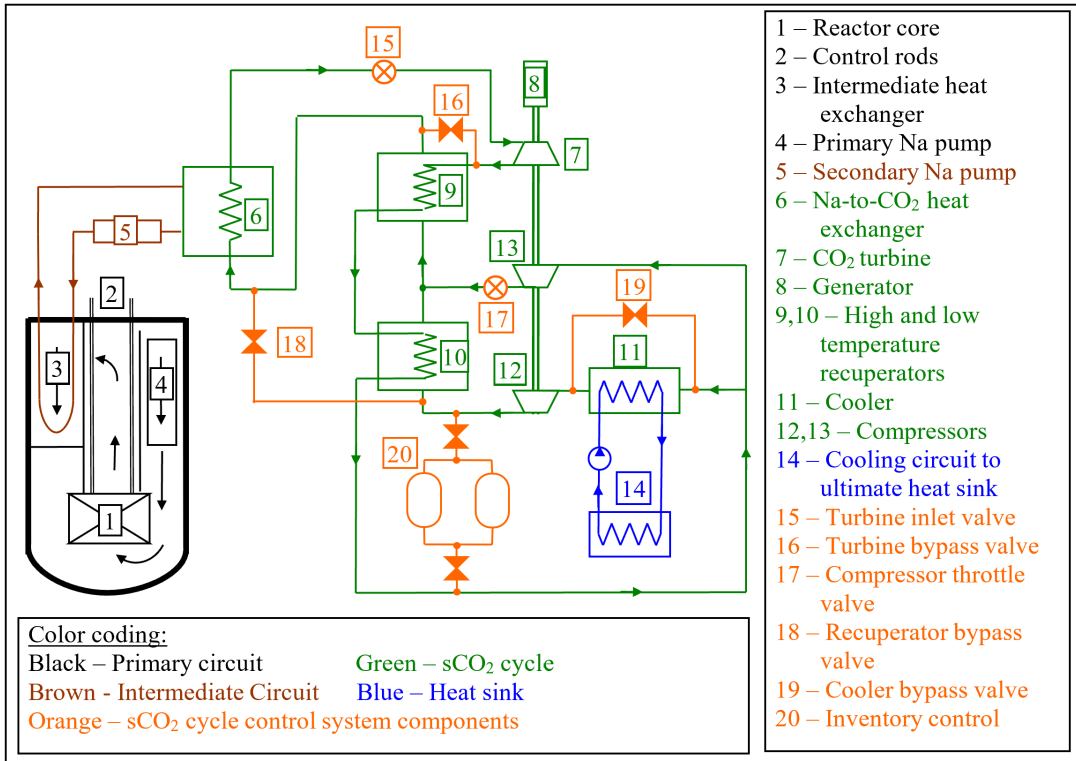 15
8
16
7
9
6
5
13
2
19
17
18
11
10
12
3
4
20
14
1
1 – Reactor core
2 – Control rods
3 – Intermediate heat
exchanger
4 – Primary Na pump
5 – Secondary Na pump
6 – Na-to-CO₂ heat
exchanger
7 – CO₂ turbine
8 – Generator
9,10 – High and low
temperature
recuperators
11 – Cooler
12,13 – Compressors
14 – Cooling circuit to
ultimate heat sink
15 – Turbine inlet valve
16 – Turbine bypass valve
17 – Compressor throttle
valve
18 – Recuperator bypass
valve
19 – Cooler bypass valve
20 – Inventory control
Color coding:
Black – Primary circuit Green – sCO₂ cycle
Brown - Intermediate Circuit Blue – Heat sink
Orange – sCO₂ cycle control system components